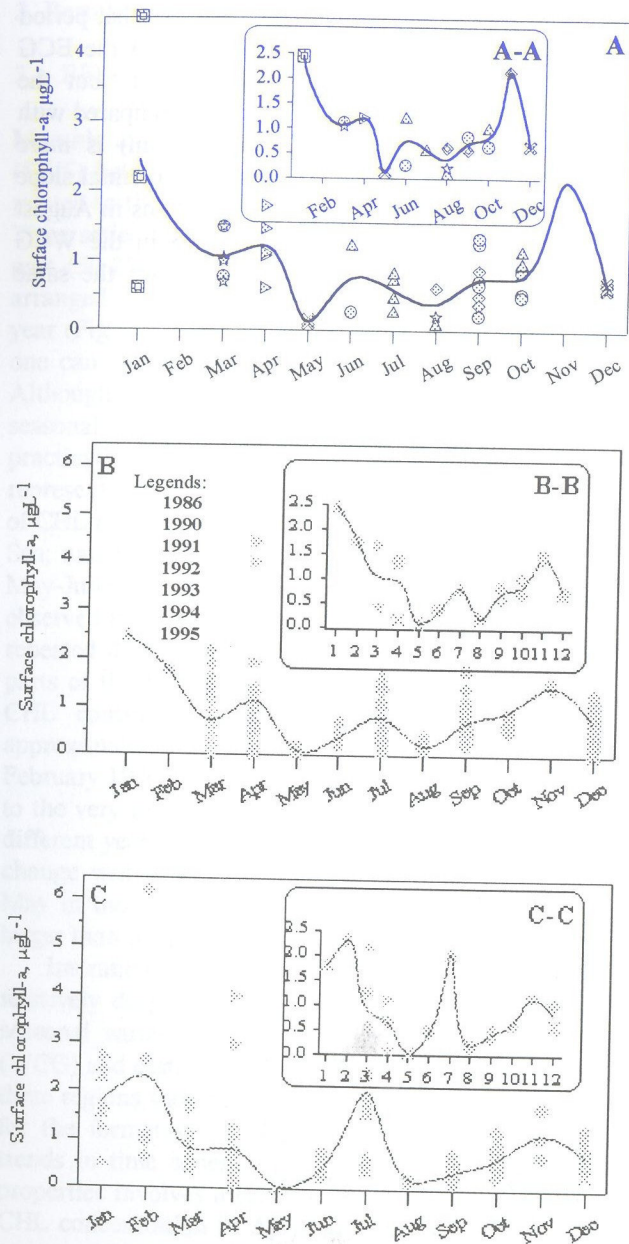 Surface chlorophyll-a, µgL-1
A
4
3
2
1
0
Jan Feb Mar Apr May Jun Jul Aug Sep Oct Nov Dec
A-A
2.5
2.0
1.5
1.0
0.5
0.0
Feb Apr Jun Aug Oct Dec
Surface chlorophyll-a, µgL-1
B
6
5
4
3
2
1
0
Jan Feb Mar Apr May Jun Jul Aug Sep Oct Nov Dec
Legends:
1986
1990
1991
1992
1993
1994
1995
B-B
2.5
2.0
1.5
1.0
0.5
0.0
1 2 3 4 5 6 7 8 9 10 11 12
Surface chlorophyll-a, µgL-1
C
6
5
4
3
2
1
0
Jan Feb Mar Apr May Jun Jul Aug Sep Oct Nov Dec
C-C
2.5
2.0
1.5
1.0
0.5
0.0
1 2 3 4 5 6 7 8 9 10 11 12